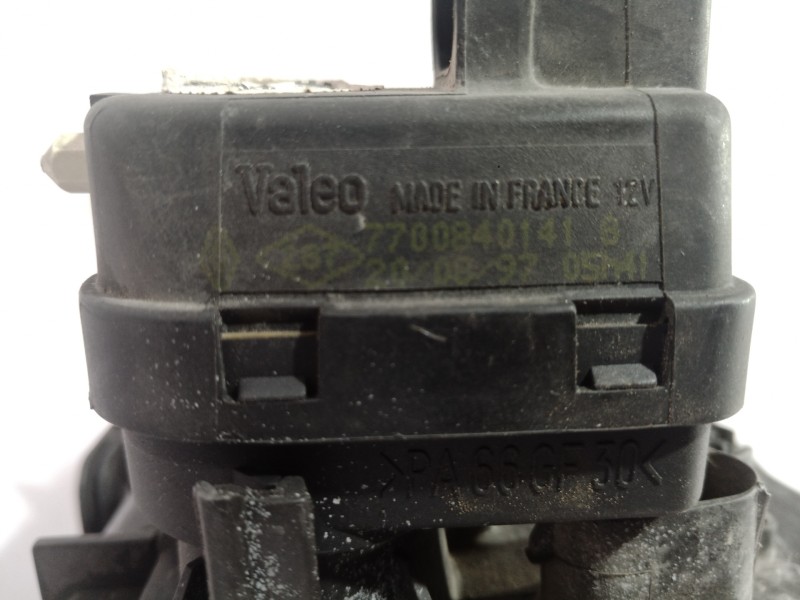 Valeo MADE IN FRANCE 12V
7700840141
20/08/97
>PA 66 GF 30<